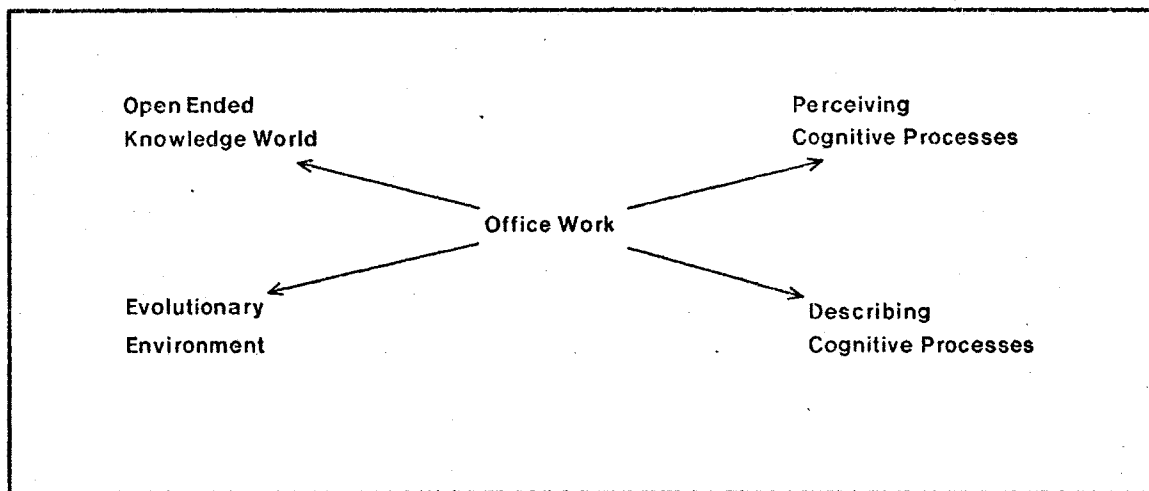 Open Ended
Knowledge World
Perceiving
Cognitive Processes
Office Work
Evolutionary
Environment
Describing
Cognitive Processes